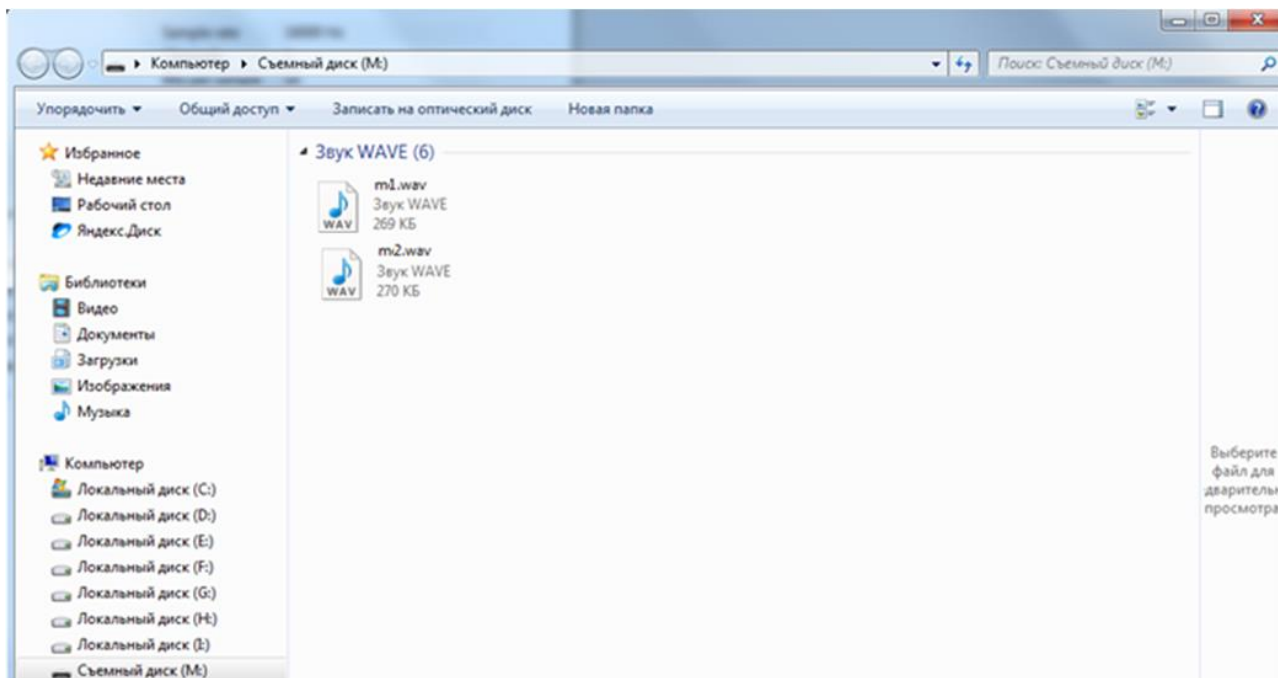 Компьютер Съемный диск (M:)
Поиск: Съемный диск (M:)
Упорядочить Общий доступ Записать на оптический диск Новая папка
Избранное
Недавние места
Рабочий стол
Яндекс.Диск
Библиотеки
Видео
Документы
Загрузки
Изображения
Музыка
Компьютер
Локальный диск (C:)
Локальный диск (D:)
Локальный диск (E:)
Локальный диск (F:)
Локальный диск (G:)
Локальный диск (H:)
Локальный диск (I:)
Съемный диск (M:)
Звук WAVE (6)
m1.wav
Звук WAVE
269 КБ
WAV
m2.wav
Звук WAVE
270 КБ
WAV
Выберите
файл для
дварительн
просмотра